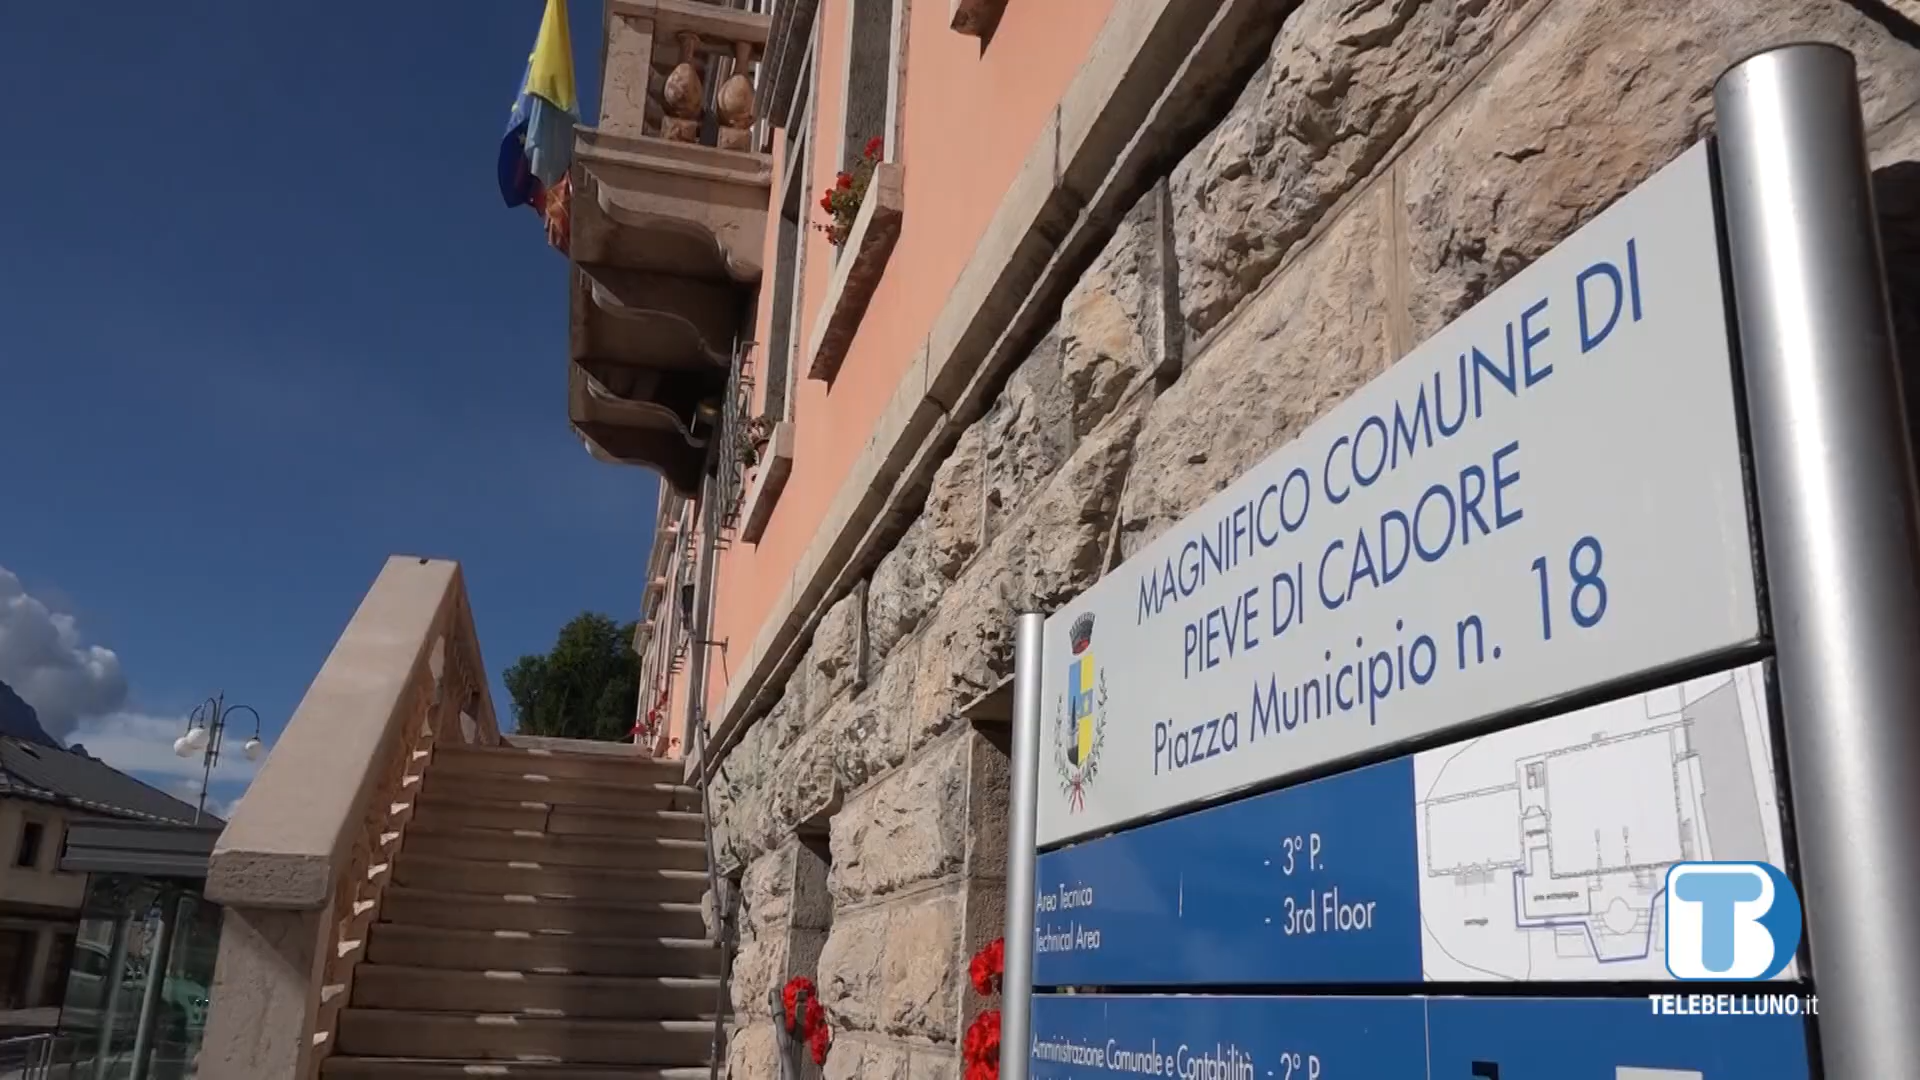 MAGNIFICO COMUNE DI
PIEVE DI CADORE
Piazza Municipio n. 18
Area Tecnica - 3° P.
Technical Area - 3rd Floor
Amministrazione Comunale e Contabilità - 2° P.
TB
TELEBELLUNO.it